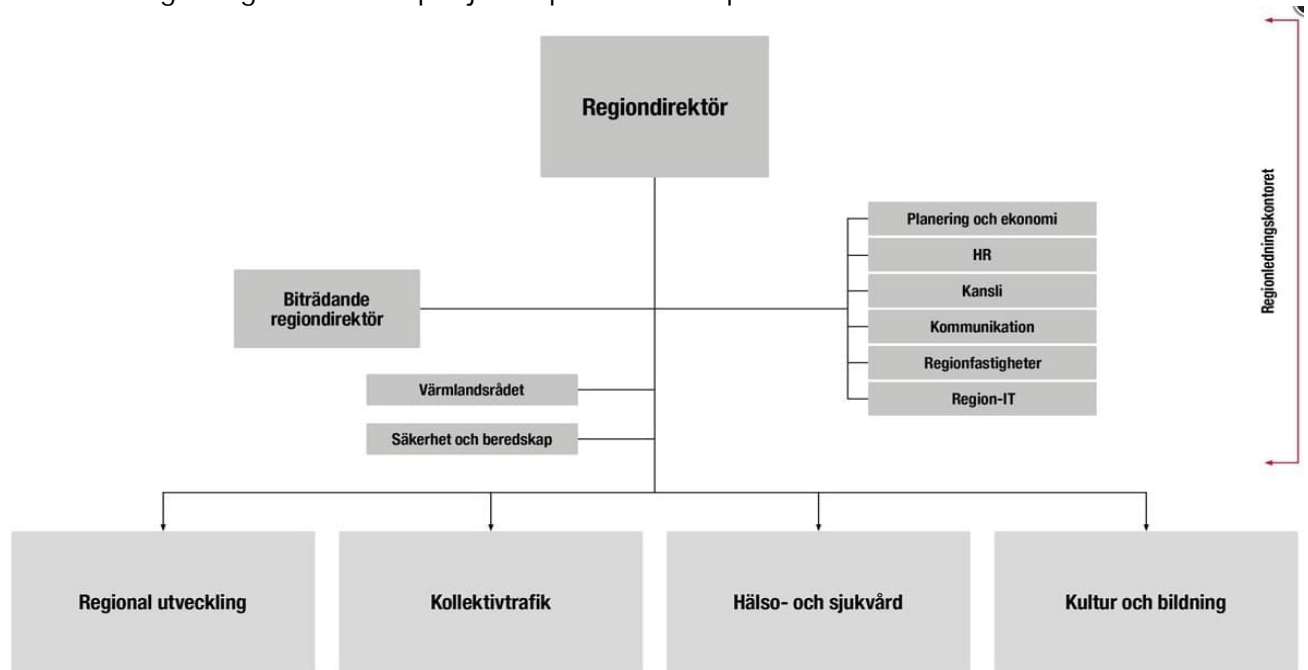 Regiondirektör
Regionledningskontoret
Planering och ekonomi
HR
Kansli
Kommunikation
Regionfastigheter
Region-IT
Biträdande
regiondirektör
Värmlandsrådet
Säkerhet och beredskap
Regional utveckling
Kollektivtrafik
Hälso- och sjukvård
Kultur och bildning